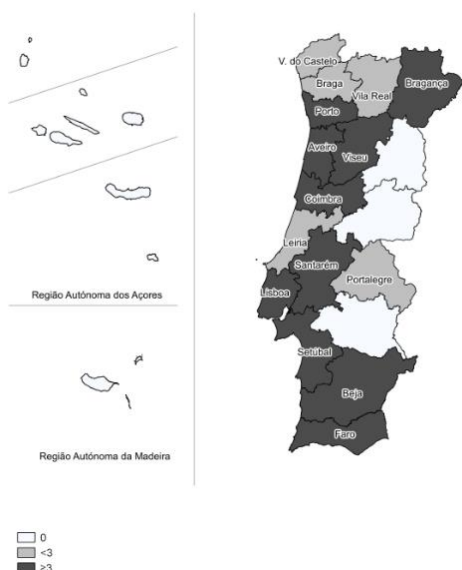 V. do Castelo
Bragança
Braga
Vila Real
Porto
Aveiro
Viseu
Coimbra
Leiria
Santarém
Portalegre
Lisboa
Setúbal
Beja
Faro
Região Autónoma dos Açores
Região Autónoma da Madeira
0
<3
≥3